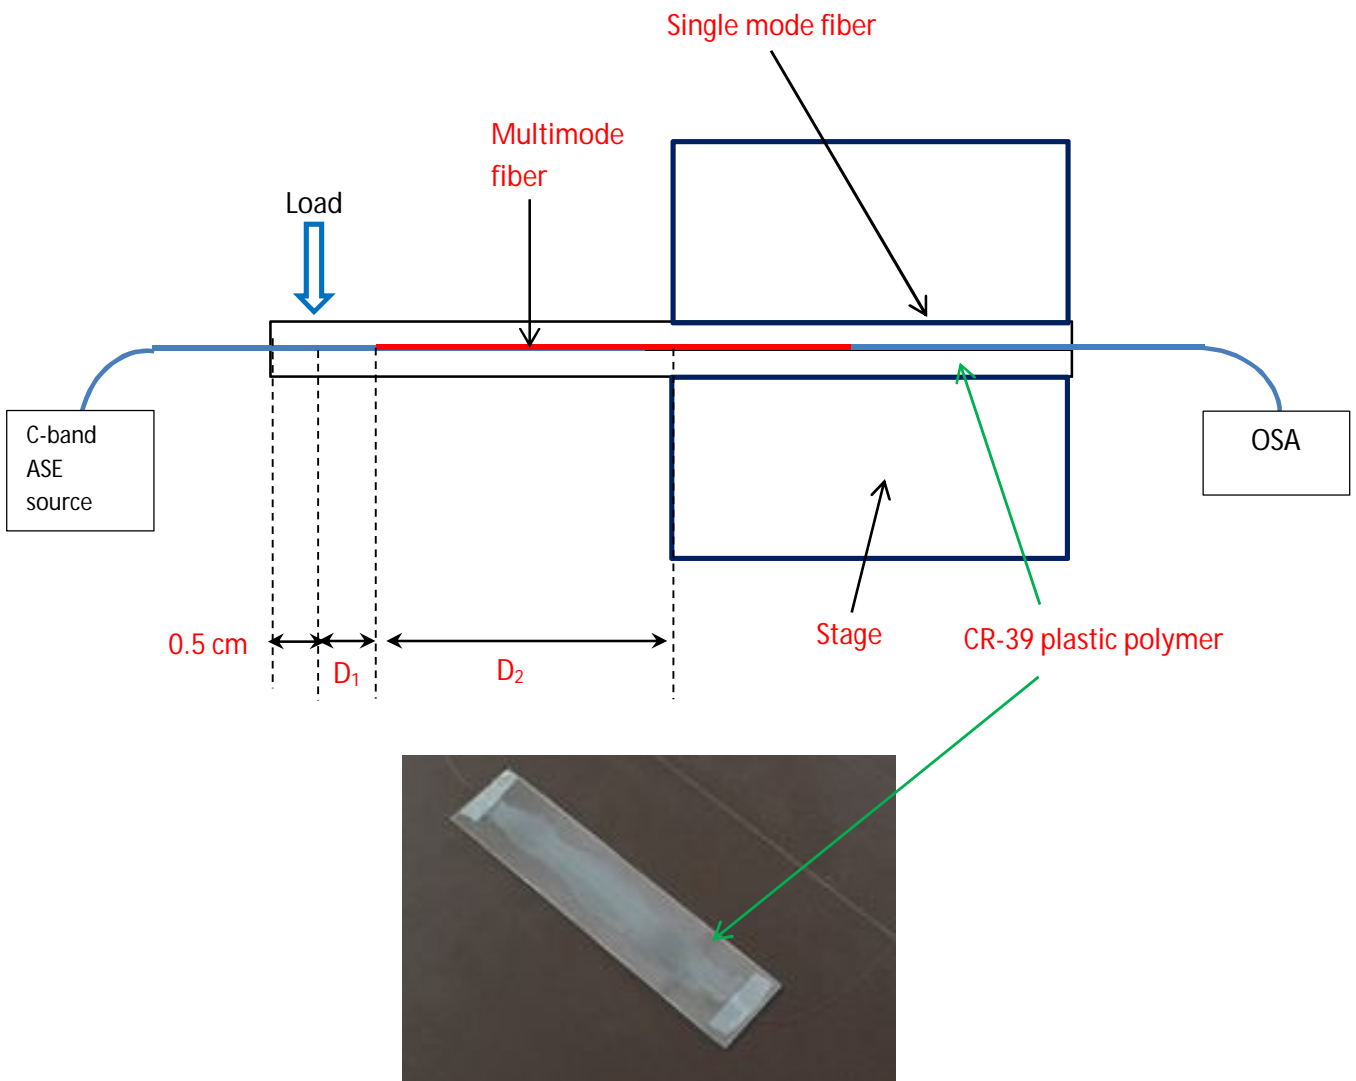 Single mode fiber
Multimode
fiber
Load
C-band
ASE
source
OSA
0.5 cm
D₁
D₂
Stage
CR-39 plastic polymer